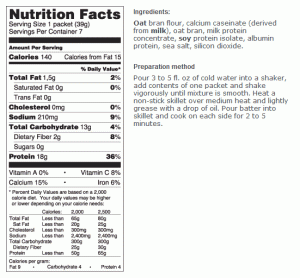 Nutrition Facts
Serving Size 1 packet (39g)
Servings Per Container 7
Amount Per Serving
Calories 140 Calories from Fat 15
% Daily Value*
Total Fat 1,5g 2%
Saturated Fat 0g 0%
Trans Fat 0g
Cholesterol 0mg 0%
Sodium 210mg 9%
Total Carbohydrate 13g 4%
Dietary Fiber 2g 8%
Sugars 0g
Protein 18g 36%
Vitamin A 0% • Vitamin C 8%
Calcium 15% • Iron 6%
* Percent Daily Values are based on a 2,000
calorie diet. Your daily values may be higher
or lower depending on your calorie needs:
Calories: 2,000 2,500
Total Fat Less than 65g 80g
Sat Fat Less than 20g 25g
Cholesterol Less than 300mg 300mg
Sodium Less than 2,400mg 2,400mg
Total Carbohydrate 300g
Dietary Fiber 25g 30g
Protein
Calories per gram:
Fat 9 • Carbohydrate 4 • Protein 4
Ingredients:
Oat bran flour, calcium caseinate (derived
from milk), oat bran, milk protein
concentrate, soy protein isolate, albumin
protein, sea salt, silicon dioxide.
Preparation method
Pour 3 to 5 fl. oz of cold water into a shaker,
add contents of one packet and shake
vigorously until mixture is smooth. Heat a
non-stick skillet over medium heat and lightly
grease with a drop of oil. Pour batter into
skillet and cook on each side for 2 to 5
minutes.